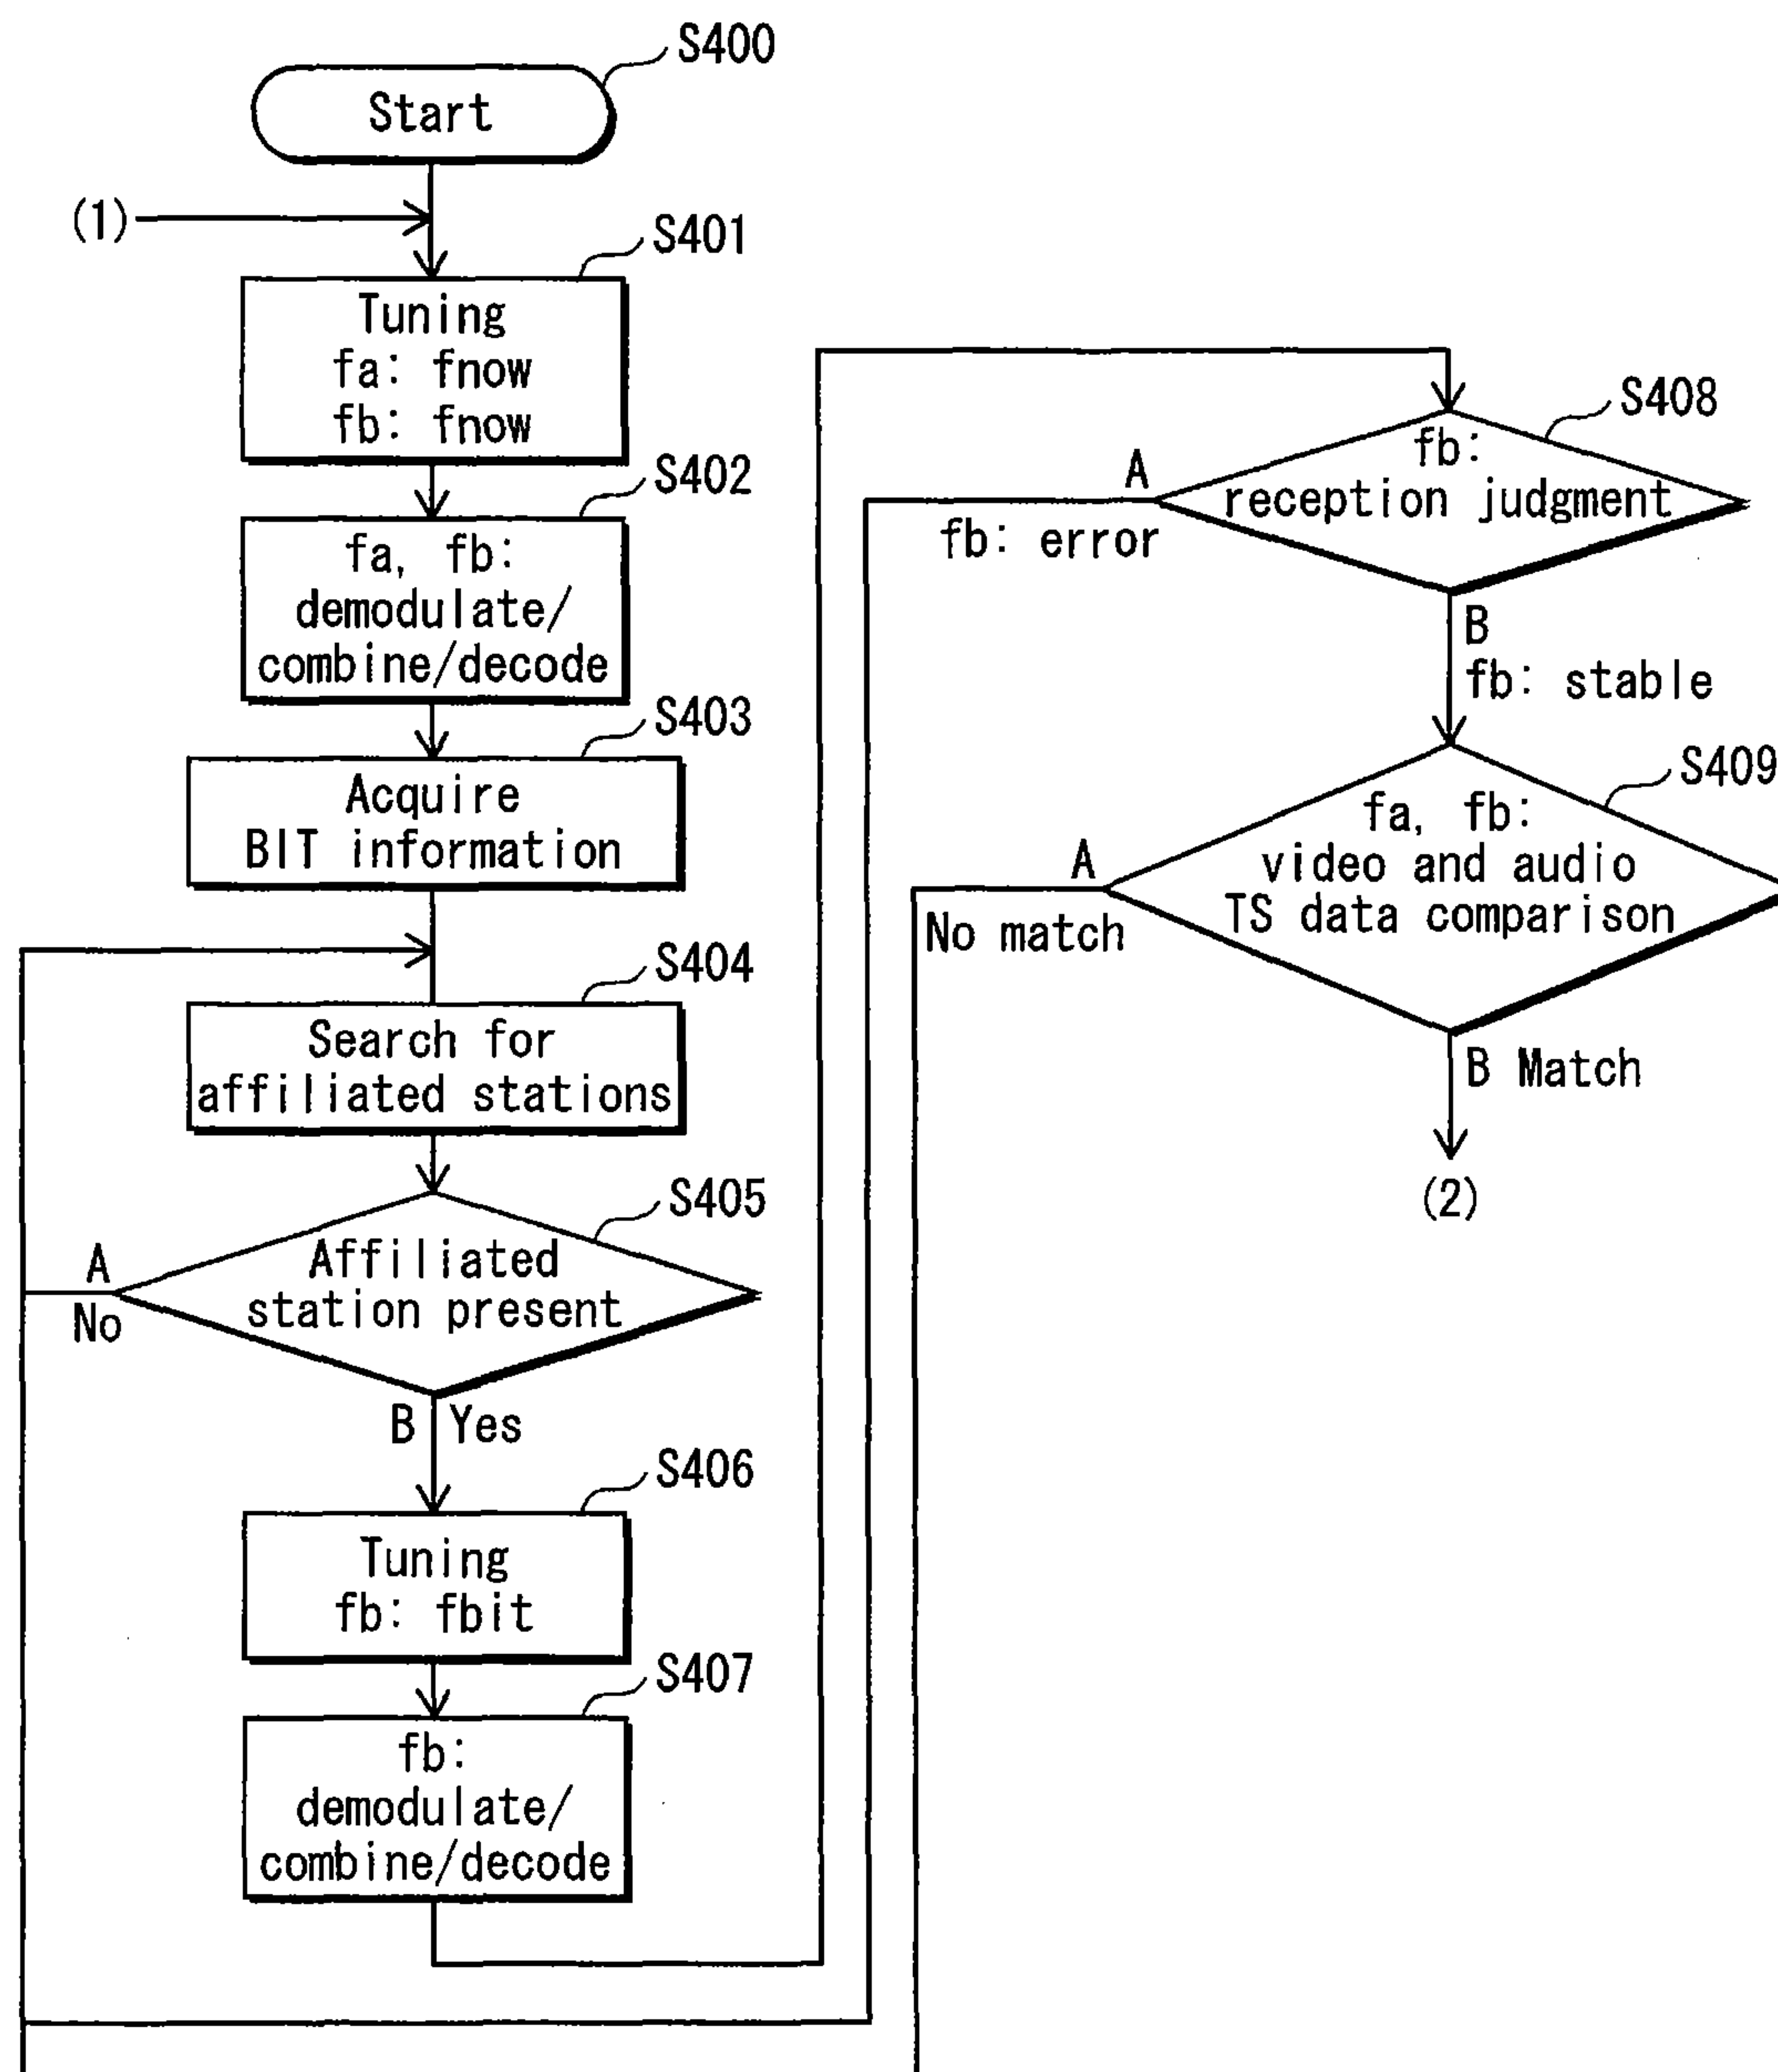 S400
Start
(1)
S401
Tuning
fa: fnow
fb: fnow
S402
fa, fb:
demodulate/
combine/decode
S403
Acquire
BIT information
S404
Search for
affiliated stations
S405
Affiliated
station present
A
No
B Yes
S406
Tuning
fb: fbit
S407
fb:
demodulate/
combine/decode
S408
fb:
reception judgment
A
fb: error
B
fb: stable
S409
fa, fb:
video and audio
TS data comparison
A
No match
B Match
(2)